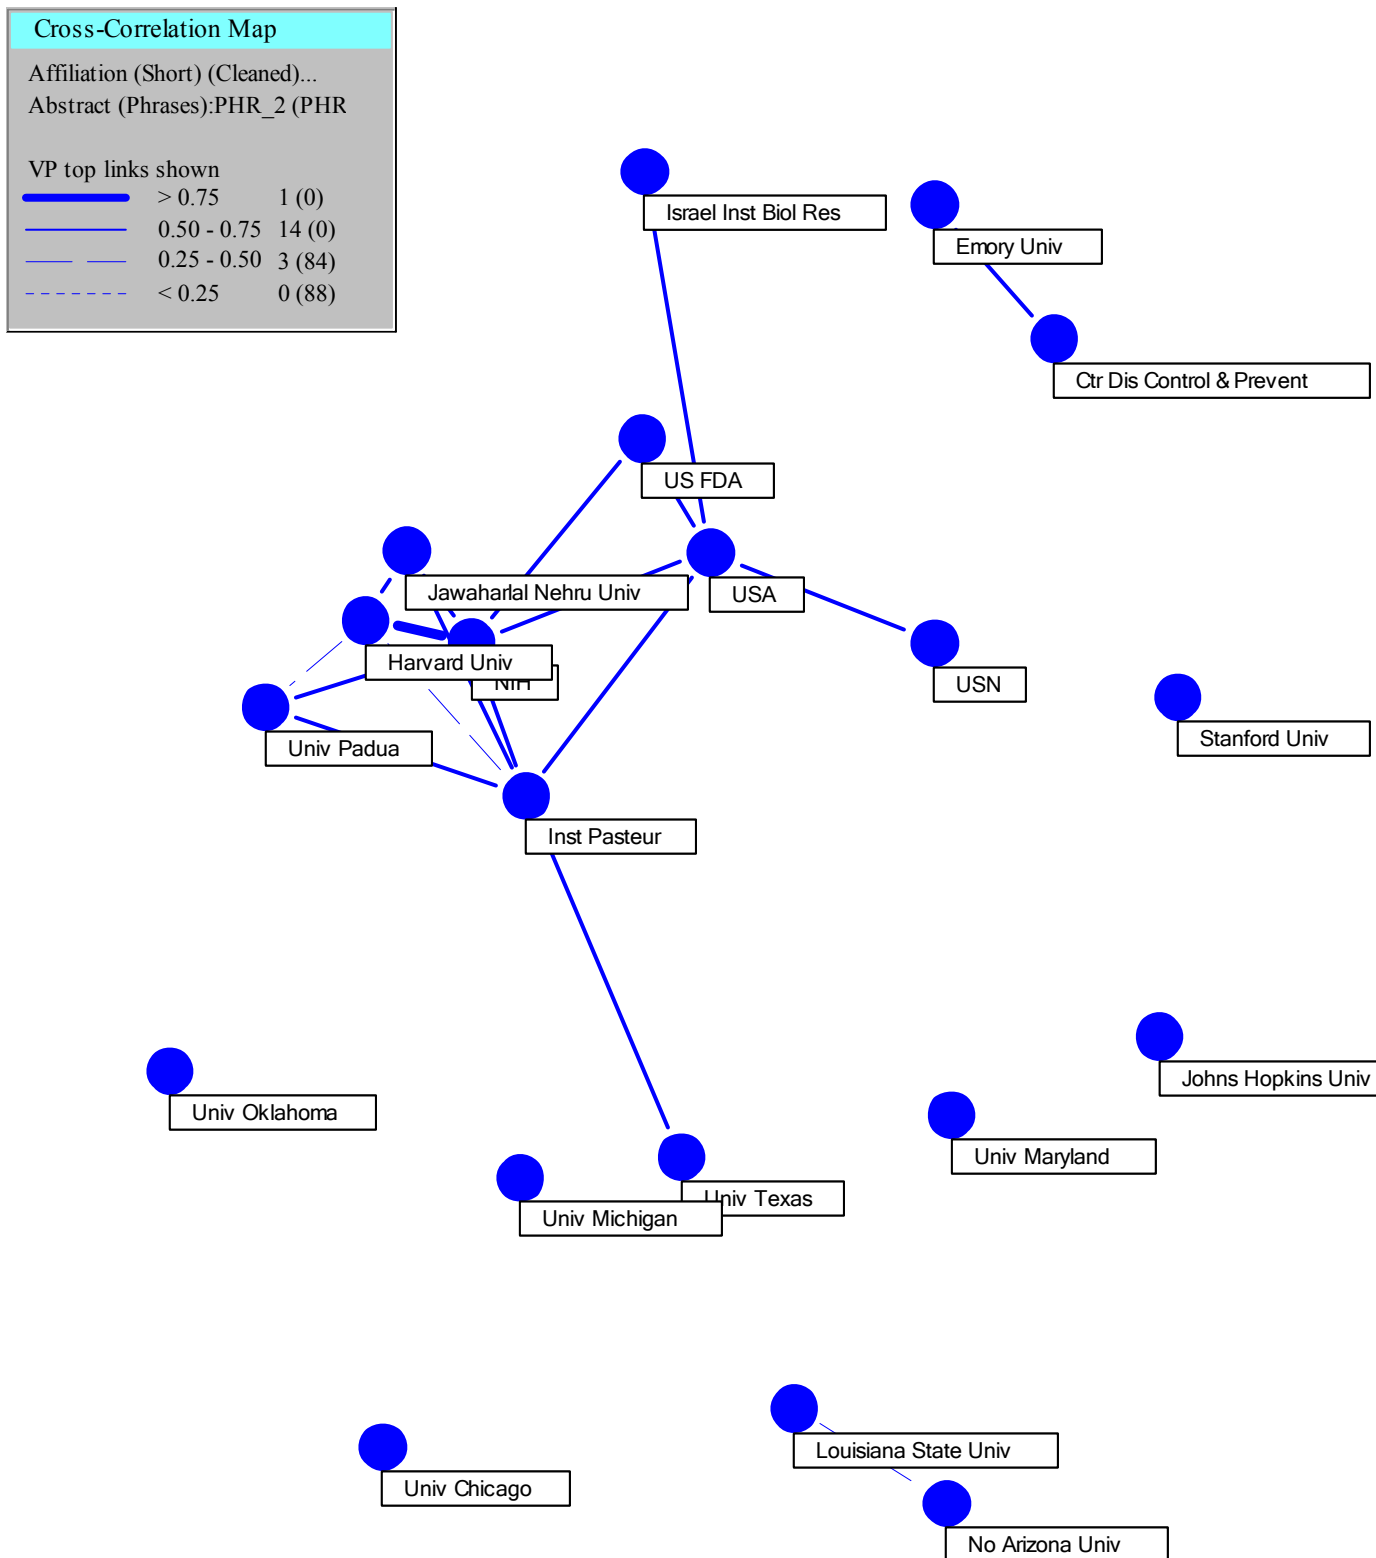 Cross-Correlation Map
Affiliation (Short) (Cleaned)...
Abstract (Phrases):PHR_2 (PHR
VP top links shown
> 0.75 1 (0)
0.50 - 0.75 14 (0)
0.25 - 0.50 3 (84)
< 0.25 0 (88)
Israel Inst Biol Res
Emory Univ
Ctr Dis Control & Prevent
US FDA
Jawaharlal Nehru Univ
USA
Harvard Univ
NIH
USN
Stanford Univ
Univ Padua
Inst Pasteur
Johns Hopkins Univ
Univ Oklahoma
Univ Maryland
Univ Texas
Univ Michigan
Louisiana State Univ
Univ Chicago
No Arizona Univ